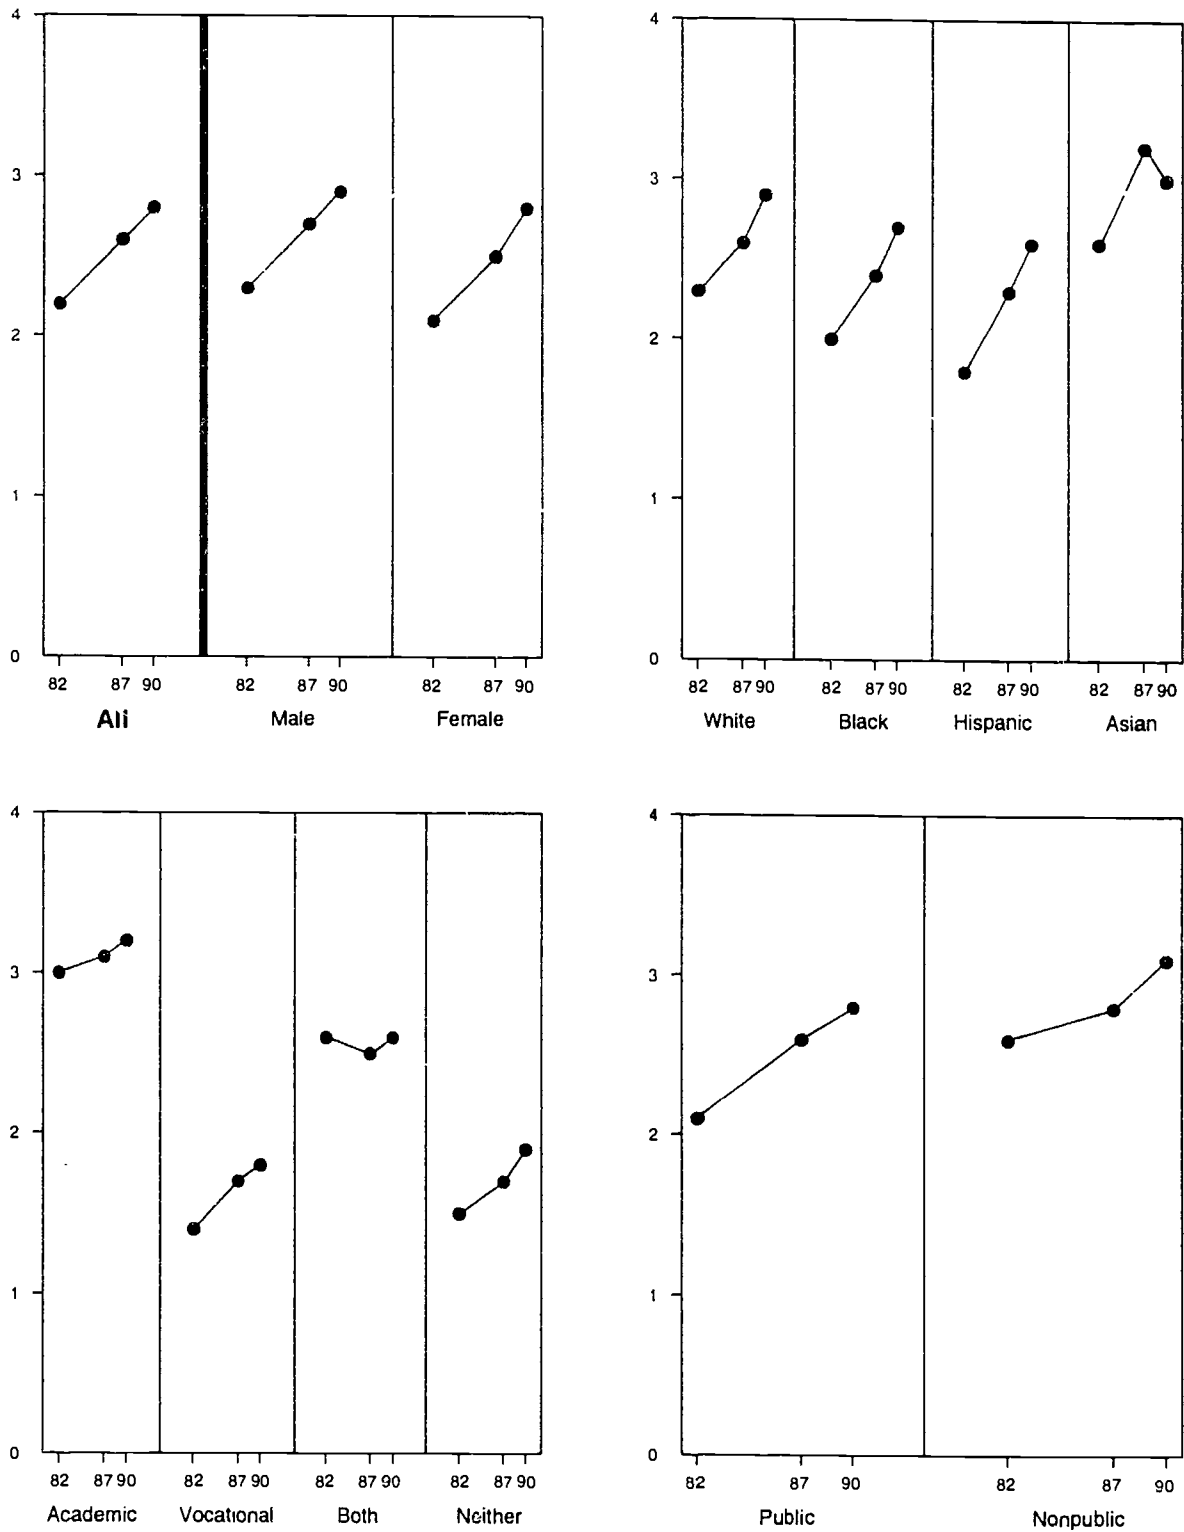 4
3
2
1
0
82 87 90 82 87 90 82 87 90
Ali Male Female
4
3
2
1
0
82 87 90 82 87 90 82 87 90 82 87 90
White Black Hispanic Asian
4
3
2
1
0
82 87 90 82 87 90 82 87 90 82 87 90
Academic Vocational Both Neither
4
3
2
1
0
82 87 90 82 87 90
Public Nonpublic